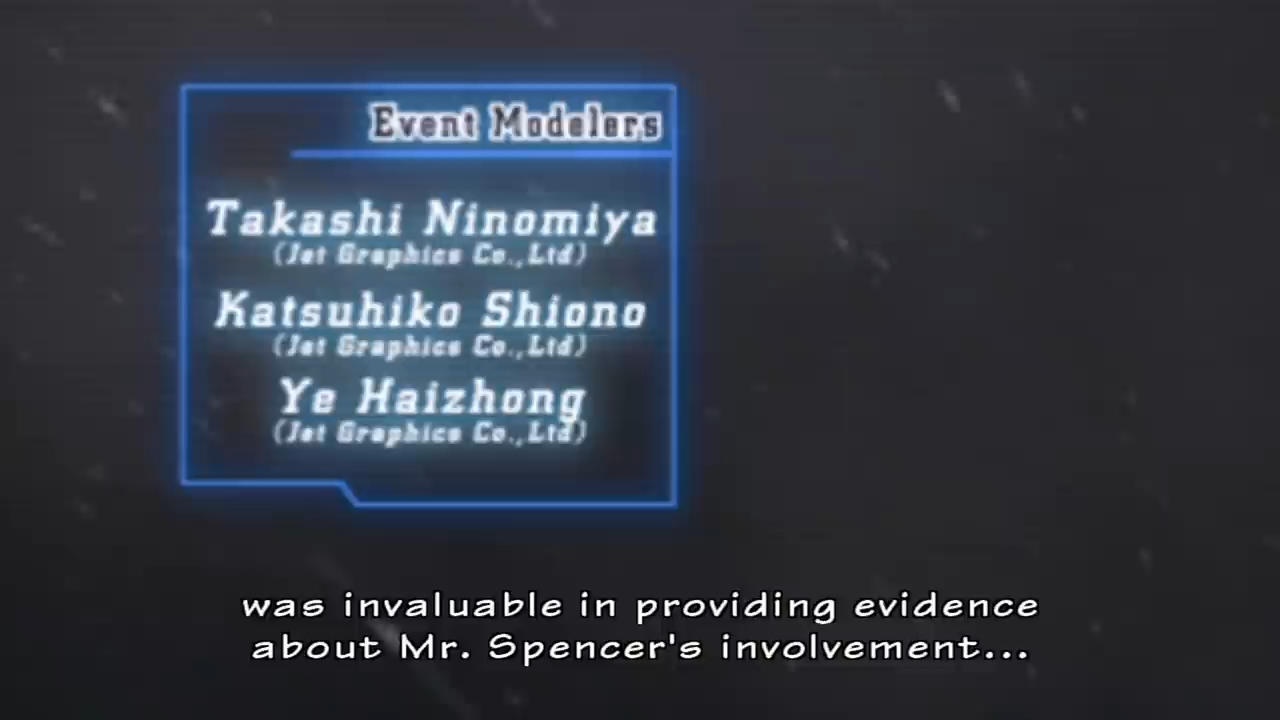 Event Modelers
Takashi Ninomiya
(Jet Graphics Co.,Ltd)
Katsuhiko Shiono
(Jet Graphics Co.,Ltd)
Ye Haizhong
(Jet Graphics Co.,Ltd)
was invaluable in providing evidence
about Mr. Spencer's involvement...